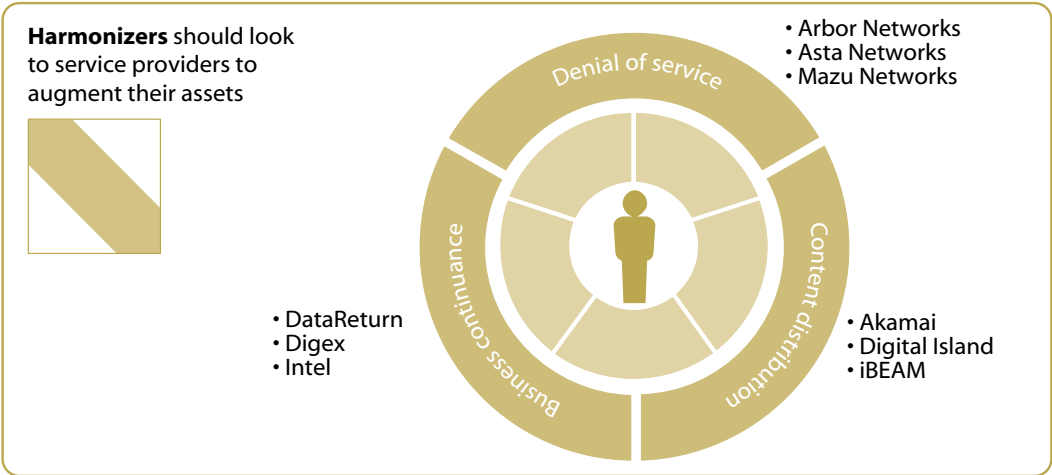 Harmonizers should look
to service providers to
augment their assets
Denial of service
• Arbor Networks
• Asta Networks
• Mazu Networks
Business continuance
• DataReturn
• Digex
• Intel
Content distribution
• Akamai
• Digital Island
• iBEAM